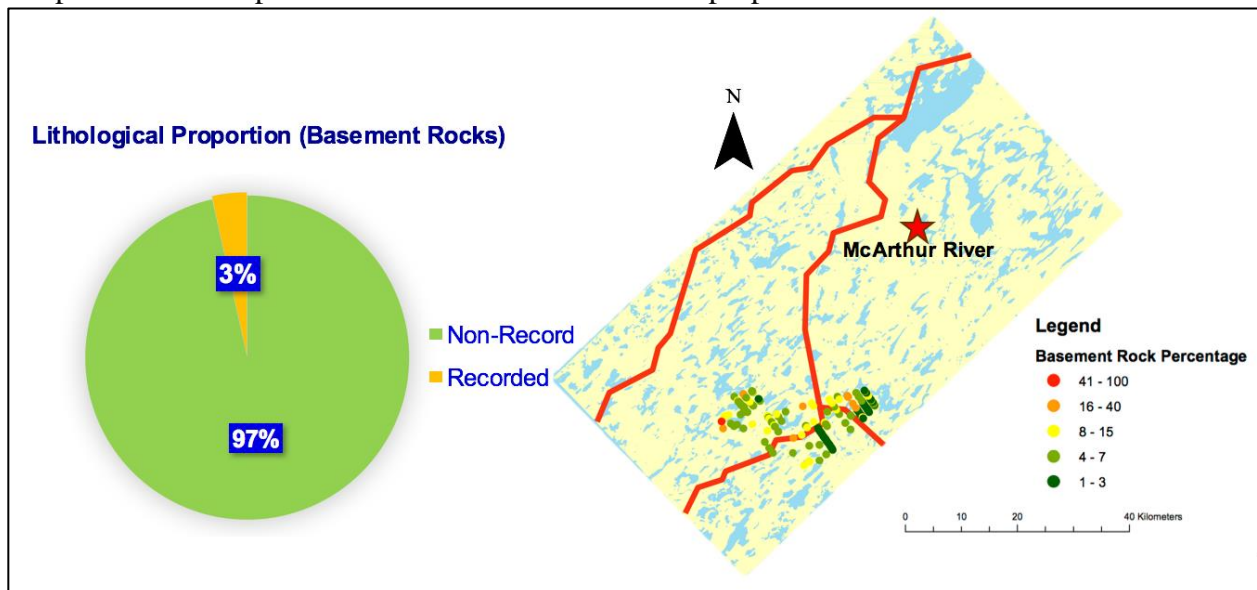 Lithological Proportion (Basement Rocks)
3%
97%
Non-Record
Recorded
N
McArthur River
Legend
Basement Rock Percentage
41 - 100
16 - 40
8 - 15
4 - 7
1 - 3
0 10 20 40 Kilometers